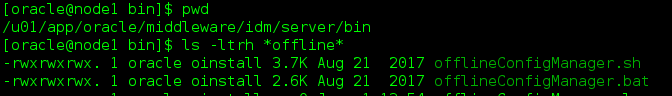 [oracle@node1 bin]$ pwd
/u01/app/oracle/middleware/idm/server/bin
[oracle@node1 bin]$ ls -ltrh *offline*
-rwxrwxrwx. 1 oracle oinstall 3.7K Aug 21  2017 offlineConfigManager.sh
-rwxrwxrwx. 1 oracle oinstall 2.6K Aug 21  2017 offlineConfigManager.bat